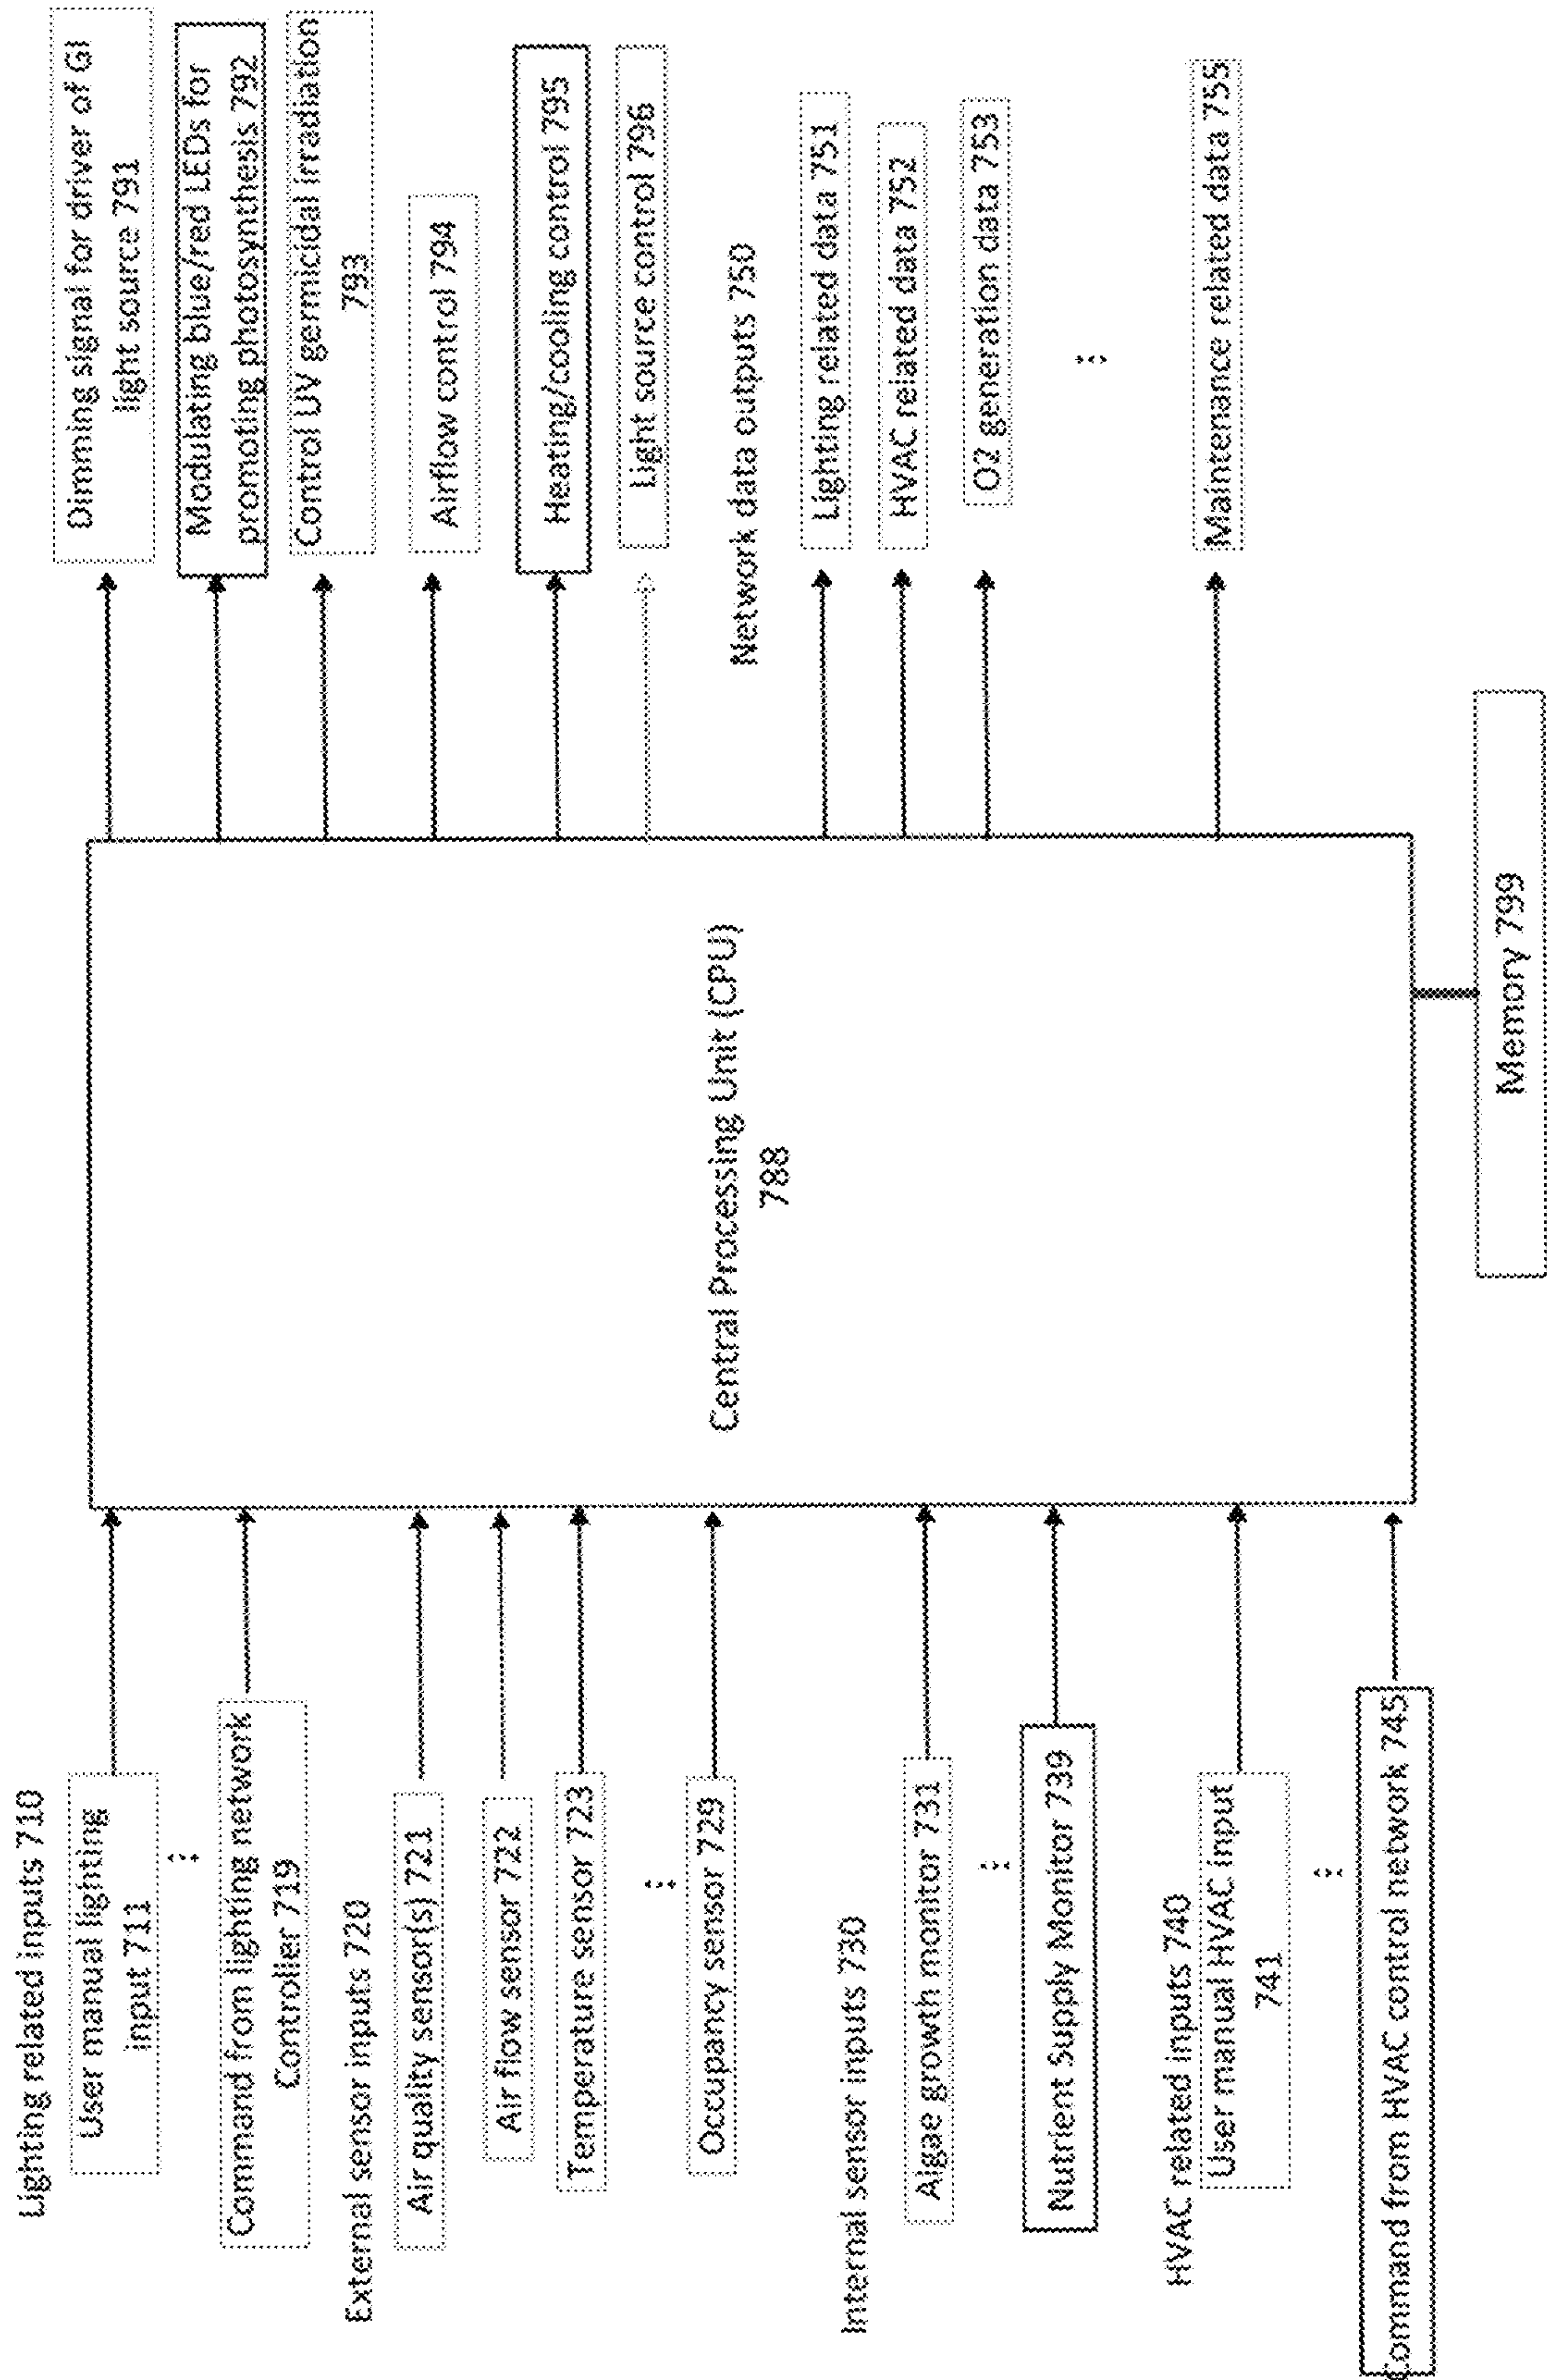 Lighting related inputs 710
User manual lighting
input 711
Command from lighting network
Controller 719
External sensor inputs 720
Air quality sensor(s) 721
Air flow sensor 722
Temperature sensor 723
Occupancy sensor 729
Internal sensor inputs 730
Algae growth monitor 731
Nutrient Supply Monitor 739
HVAC related inputs 740
User manual HVAC input
741
Command from HVAC control network 745
Central Processing Unit (CPU)
788
Memory 799
Dimming signal for driver of GI
light source 791
Modulating blue/red LEDs for
promoting photosynthesis 792
Control UV germicidal irradiation
793
Airflow control 794
Heating/cooling control 795
Light source control 796
Network data outputs 750
Lighting related data 751
HVAC related data 752
O2 generation data 753
Maintenance related data 755